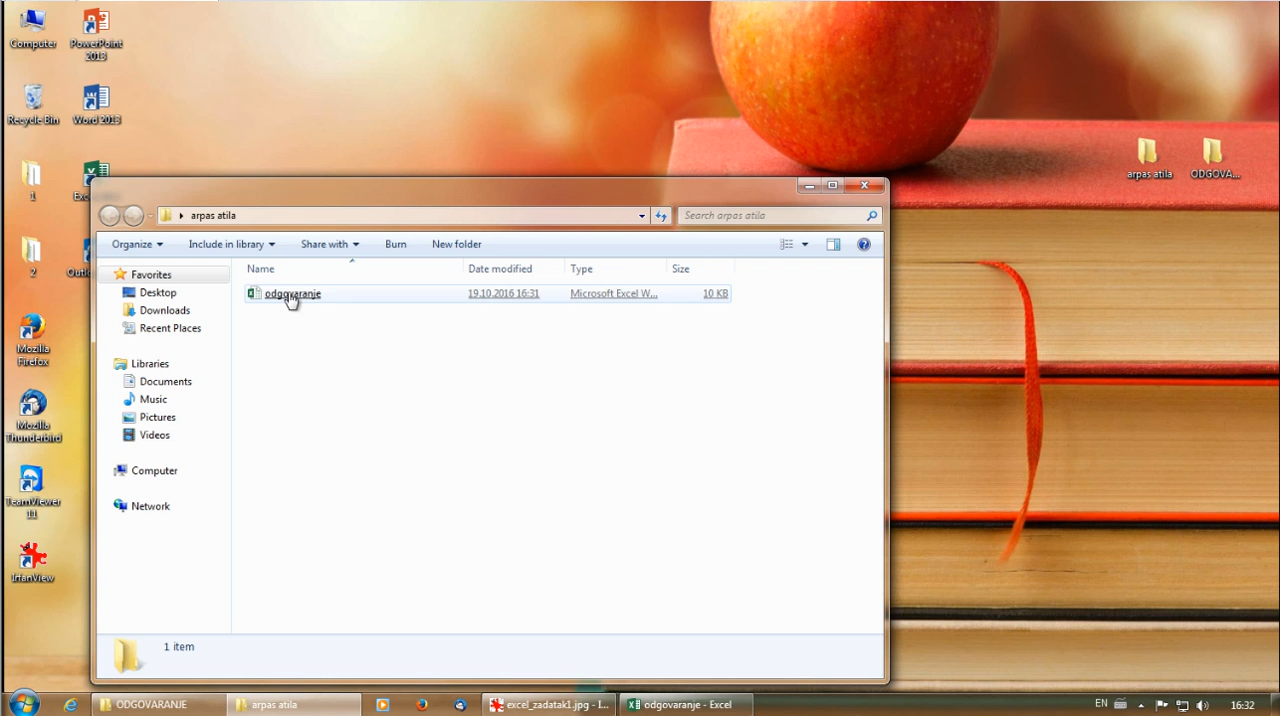 Computer
PowerPoint
2013
Recycle Bin
Word 2013
1
2
Mozilla
Firefox
Mozilla
Thunderbird
TeamViewer
11
IrfanView
arpas atila
ODGOVA...
arpas atila
Search arpas atila
Organize
Include in library
Share with
Burn
New folder
Name
Date modified
Type
Size
odgovaranje
19.10.2016 16:31
Microsoft Excel W...
10 KB
Favorites
Desktop
Downloads
Recent Places
Libraries
Documents
Music
Pictures
Videos
Computer
Network
1 item
ODGOVARANJE
arpas atila
excel_zadatak1.jpg - I...
odgovaranje - Excel
EN
16:32